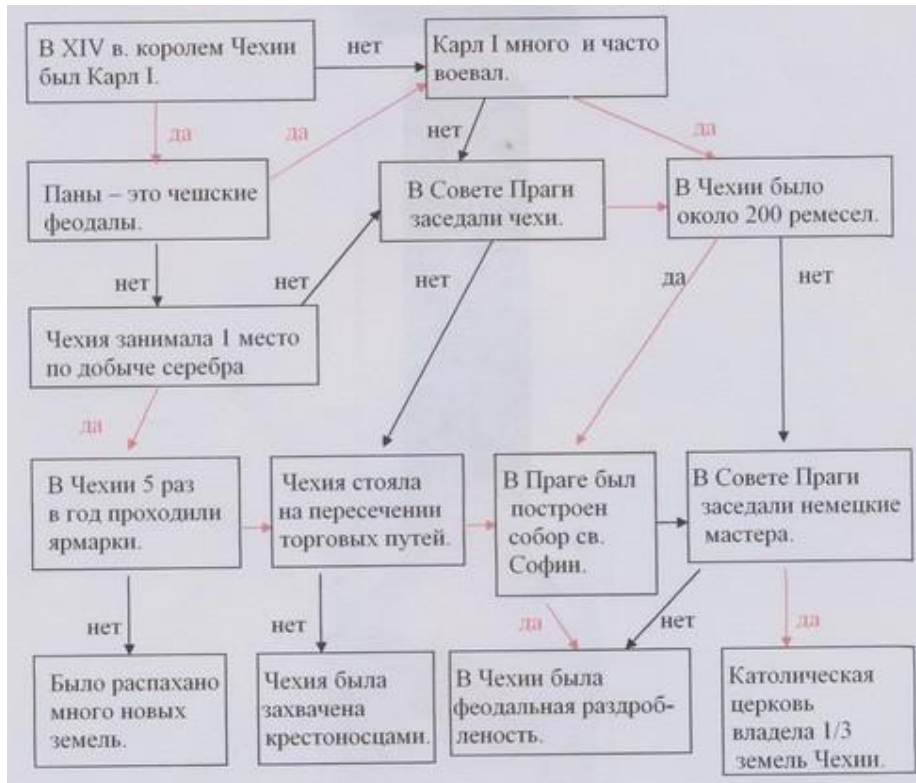 В XIV в. королем Чехии
был Карл I.
нет
Карл I много и часто
воевал.
да
да
нет
да
Паны – это чешские
феодалы.
В Совете Праги
заседали чехи.
В Чехии было
около 200 ремесел.
нет
нет
нет
да
нет
Чехия занимала 1 место
по добыче серебра
да
В Чехии 5 раз
в год проходили
ярмарки.
Чехия стояла
на пересечении
торговых путей.
В Праге был
построен
собор св.
Софии.
В Совете Праги
заседали немецкие
мастера.
нет
нет
да
нет
да
Было распахано
много новых
земель.
Чехия была
захвачена
крестоносцами.
В Чехии была
феодальная раздроб-
леность.
Католическая
церковь
владела 1/3
земель Чехии.